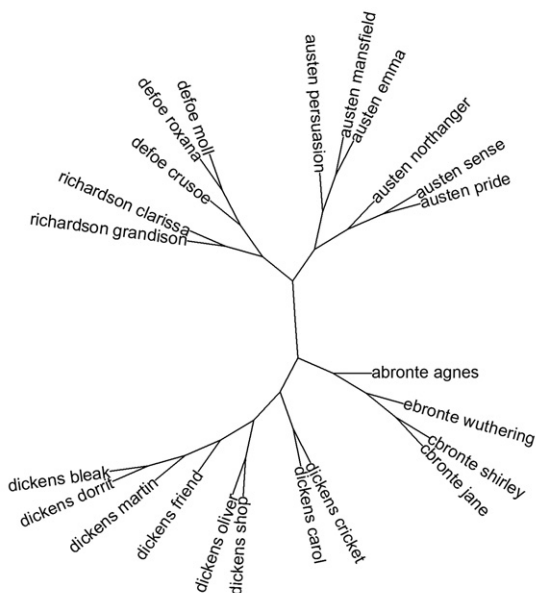 austen mansfield
austen persuasion
austen emma
defoe moll
defoe roxana
austen northanger
austen sense
defoe crusoe
austen pride
richardson clarissa
richardson grandison
abronte agnes
ebronte wuthering
cbronte shirley
cbronte jane
dickens bleak
dickens dorrit
dickens martin
dickens friend
dickens cricket
dickens carol
dickens oliver
dickens shop